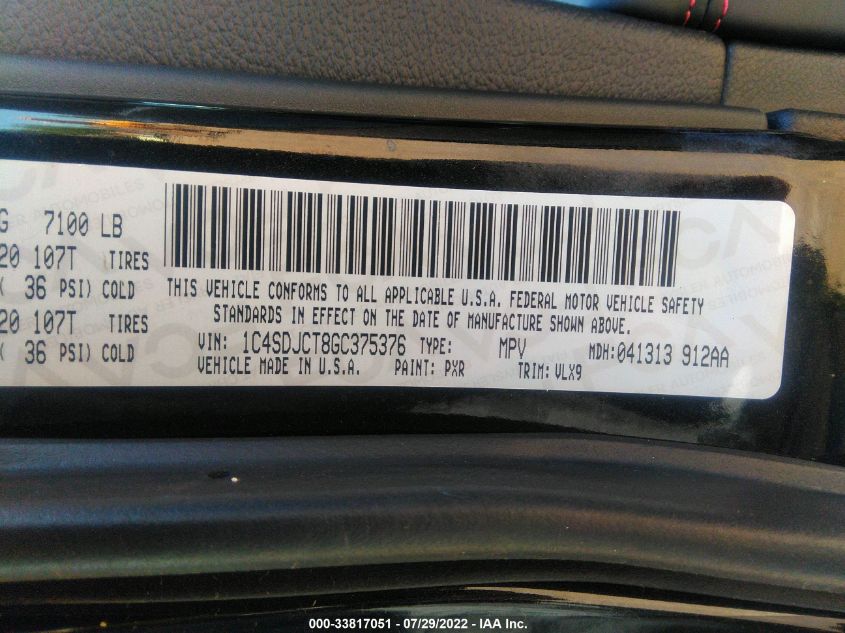 G 7100 LB
20 107T TIRES
( 36 PSI) COLD
20 107T TIRES
( 36 PSI) COLD
THIS VEHICLE CONFORMS TO ALL APPLICABLE U.S.A. FEDERAL MOTOR VEHICLE SAFETY
STANDARDS IN EFFECT ON THE DATE OF MANUFACTURE SHOWN ABOVE.
VIN: 1C4SDJCT8GC375376 TYPE: MPV MDH:041313 912AA
VEHICLE MADE IN U.S.A. PAINT: PXR TRIM: VLX9
000-33817051 - 07/29/2022 - IAA Inc.